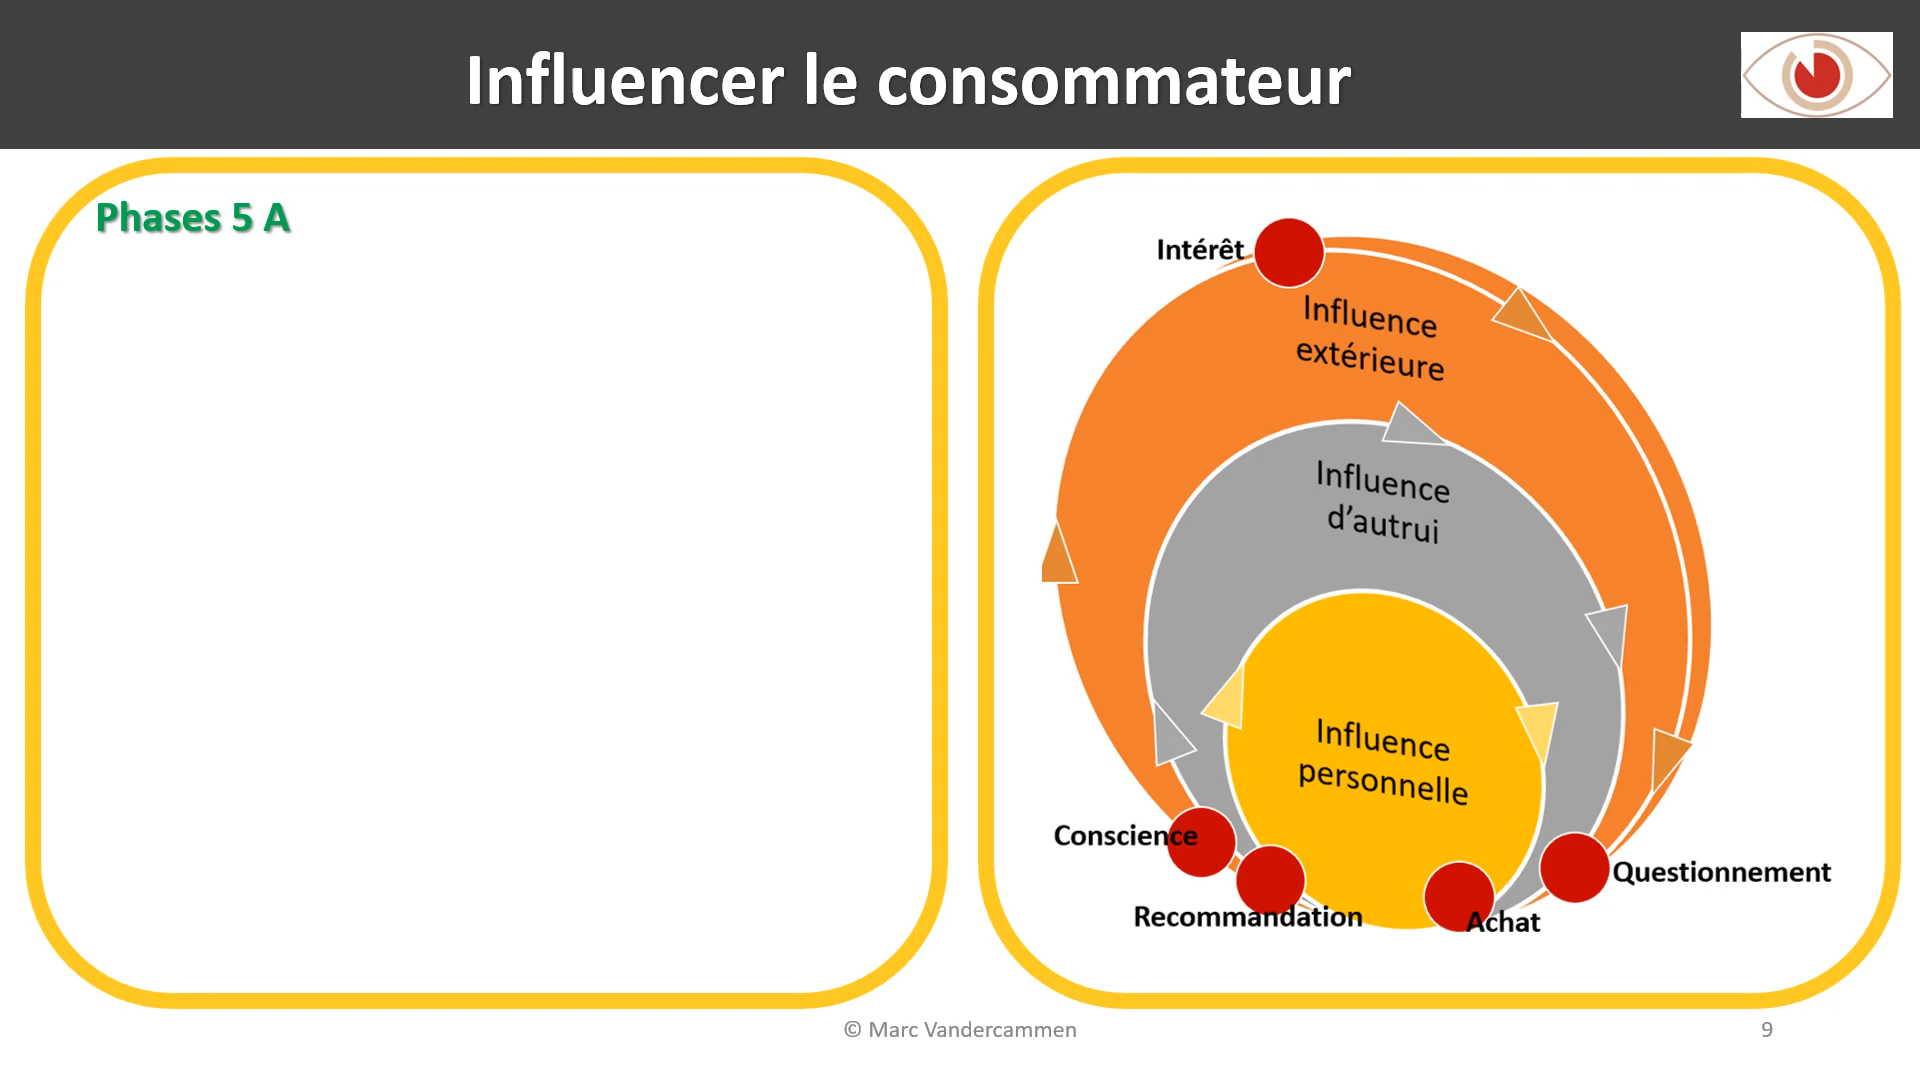 Influencer le consommateur
Phases 5 A
Intérêt
Influence
extérieure
Influence
d’autrui
Influence
personnelle
Conscience
Recommandation
Achat
Questionnement
© Marc Vandercammen
9